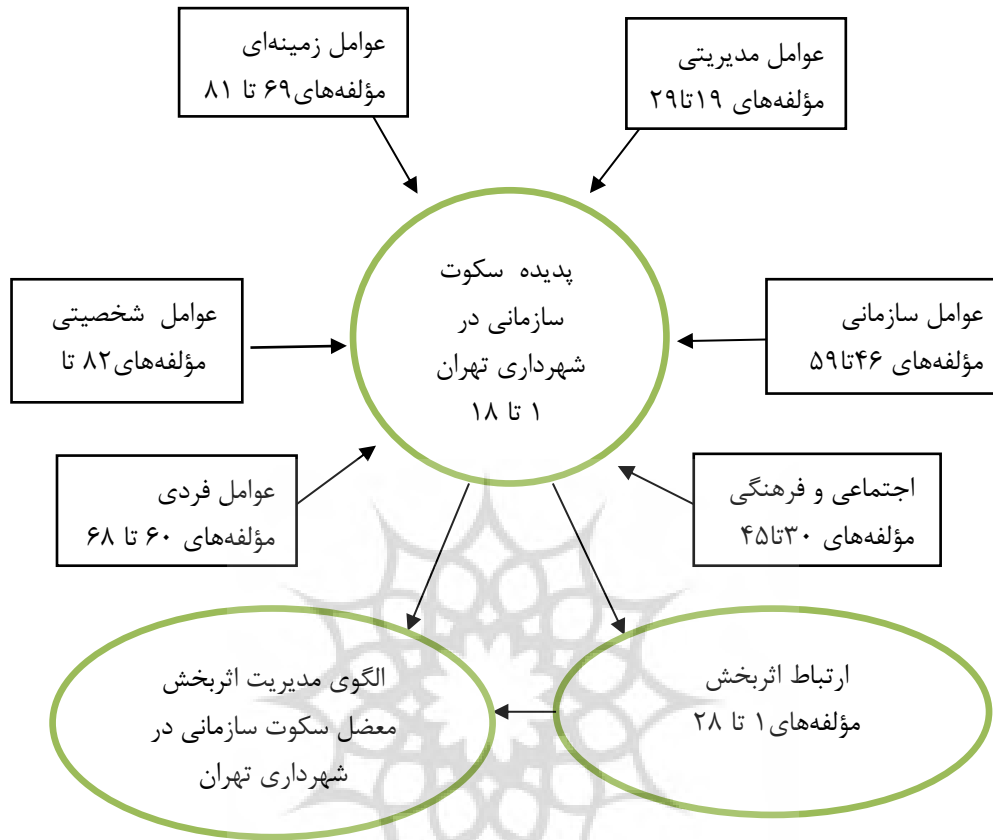 عوامل زمینه‌ای
مؤلفه‌های۶۹ تا ۸۱
عوامل مدیریتی
مؤلفه‌های ۱۹تا۲۹
پدیده سکوت
سازمانی در
شهرداری تهران
۱ تا ۱۸
عوامل سازمانی
مؤلفه‌های ۴۶تا۵۹
عوامل شخصیتی
مؤلفه‌های۸۲ تا
اجتماعی و فرهنگی
مؤلفه‌های ۳۰تا۴۵
عوامل فردی
مؤلفه‌های ۶۰ تا ۶۸
ارتباط اثربخش
مؤلفه‌های۱ تا ۲۸
الگوی مدیریت اثربخش
معضل سکوت سازمانی در
شهرداری تهران